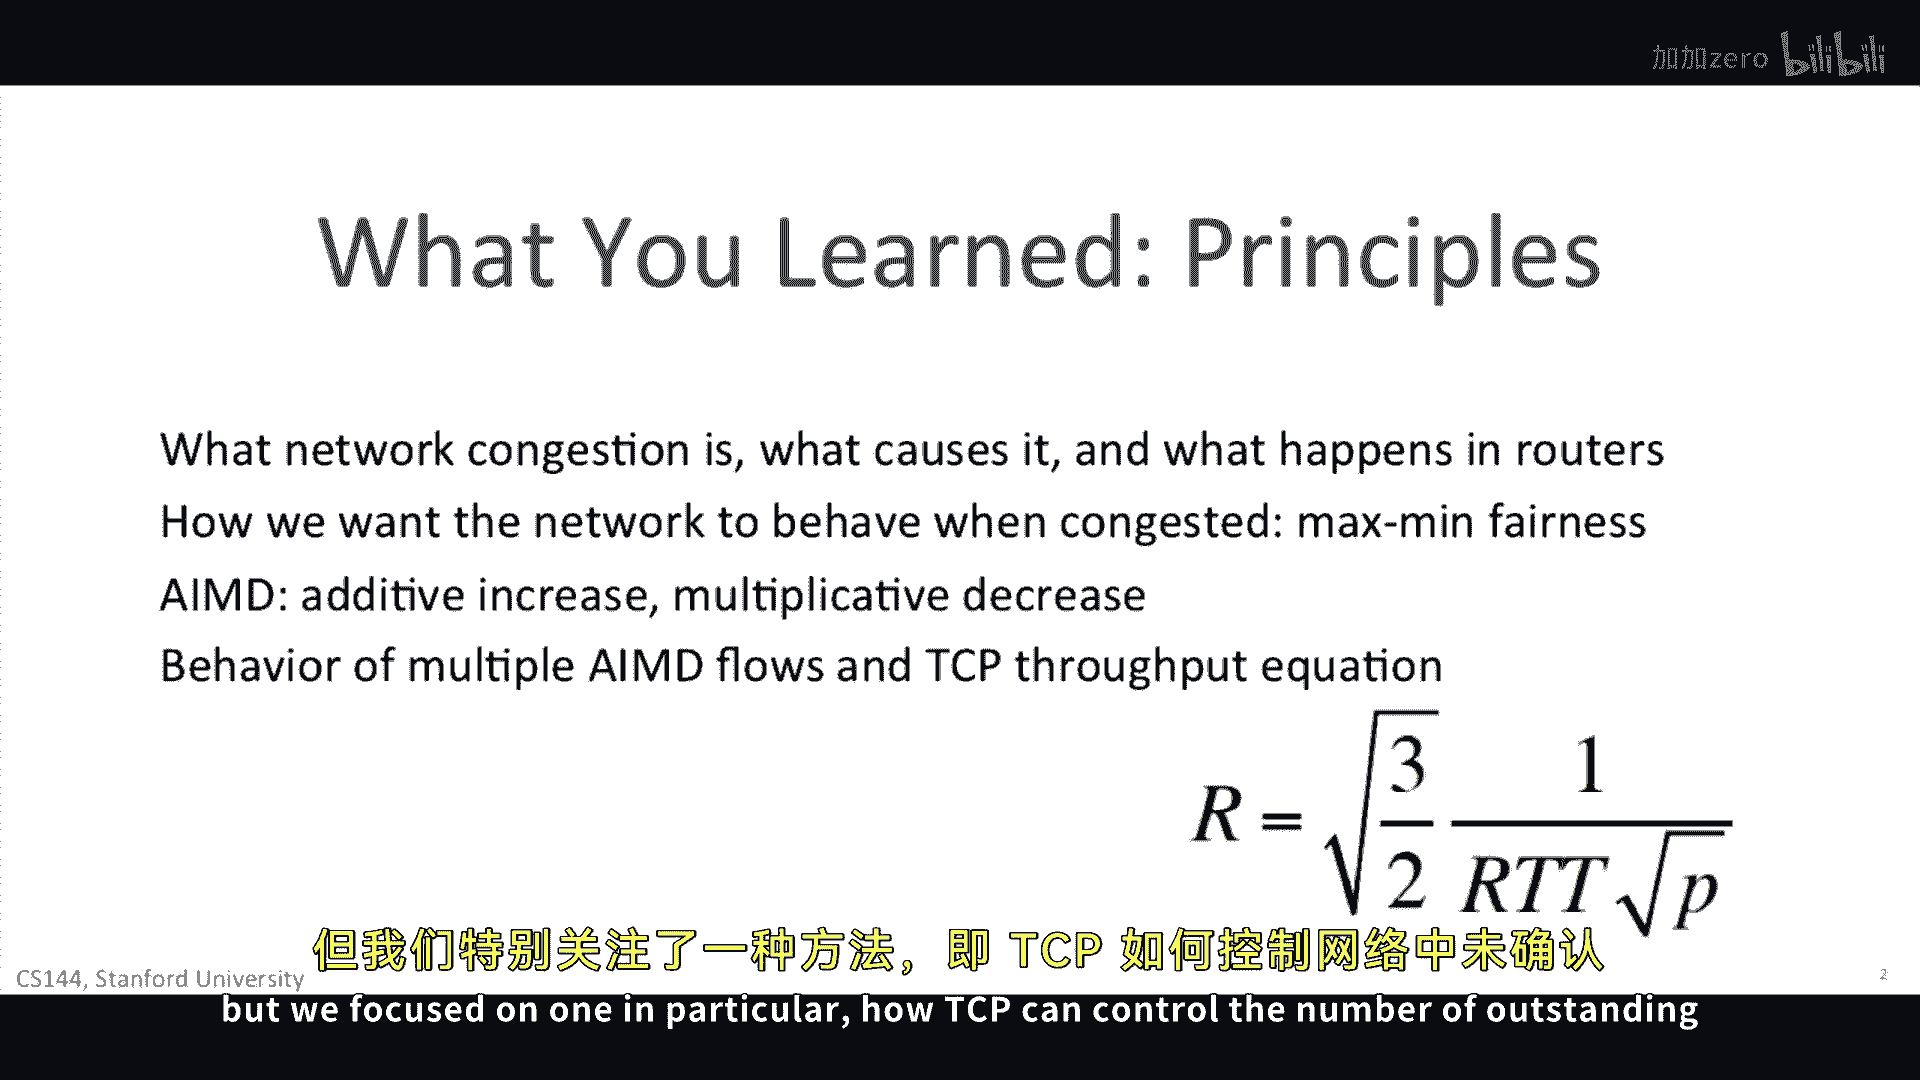 加加zero bilibili
What You Learned: Principles
What network congestion is, what causes it, and what happens in routers
How we want the network to behave when congested: max-min fairness
AIMD: additive increase, multiplicative decrease
Behavior of multiple AIMD flows and TCP throughput equation
R = √(3/2) 1/(RTT√p)
但我们特别关注了一种方法，即 TCP 如何控制网络中未确认
CS144, Stanford University
2
but we focused on one in particular, how TCP can control the number of outstanding